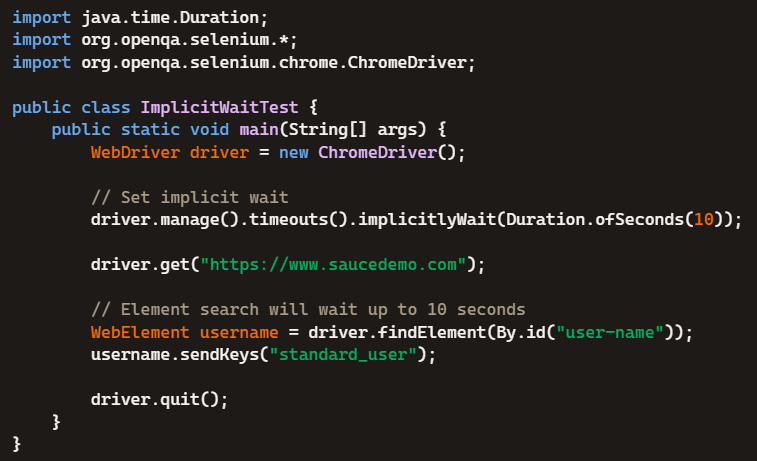 import java.time.Duration;
import org.openqa.selenium.*;
import org.openqa.selenium.chrome.ChromeDriver;

public class ImplicitWaitTest {
    public static void main(String[] args) {
        WebDriver driver = new ChromeDriver();

        // Set implicit wait
        driver.manage().timeouts().implicitlyWait(Duration.ofSeconds(10));

        driver.get("https://www.saucedemo.com");

        // Element search will wait up to 10 seconds
        WebElement username = driver.findElement(By.id("user-name"));
        username.sendKeys("standard_user");

        driver.quit();
    }
}